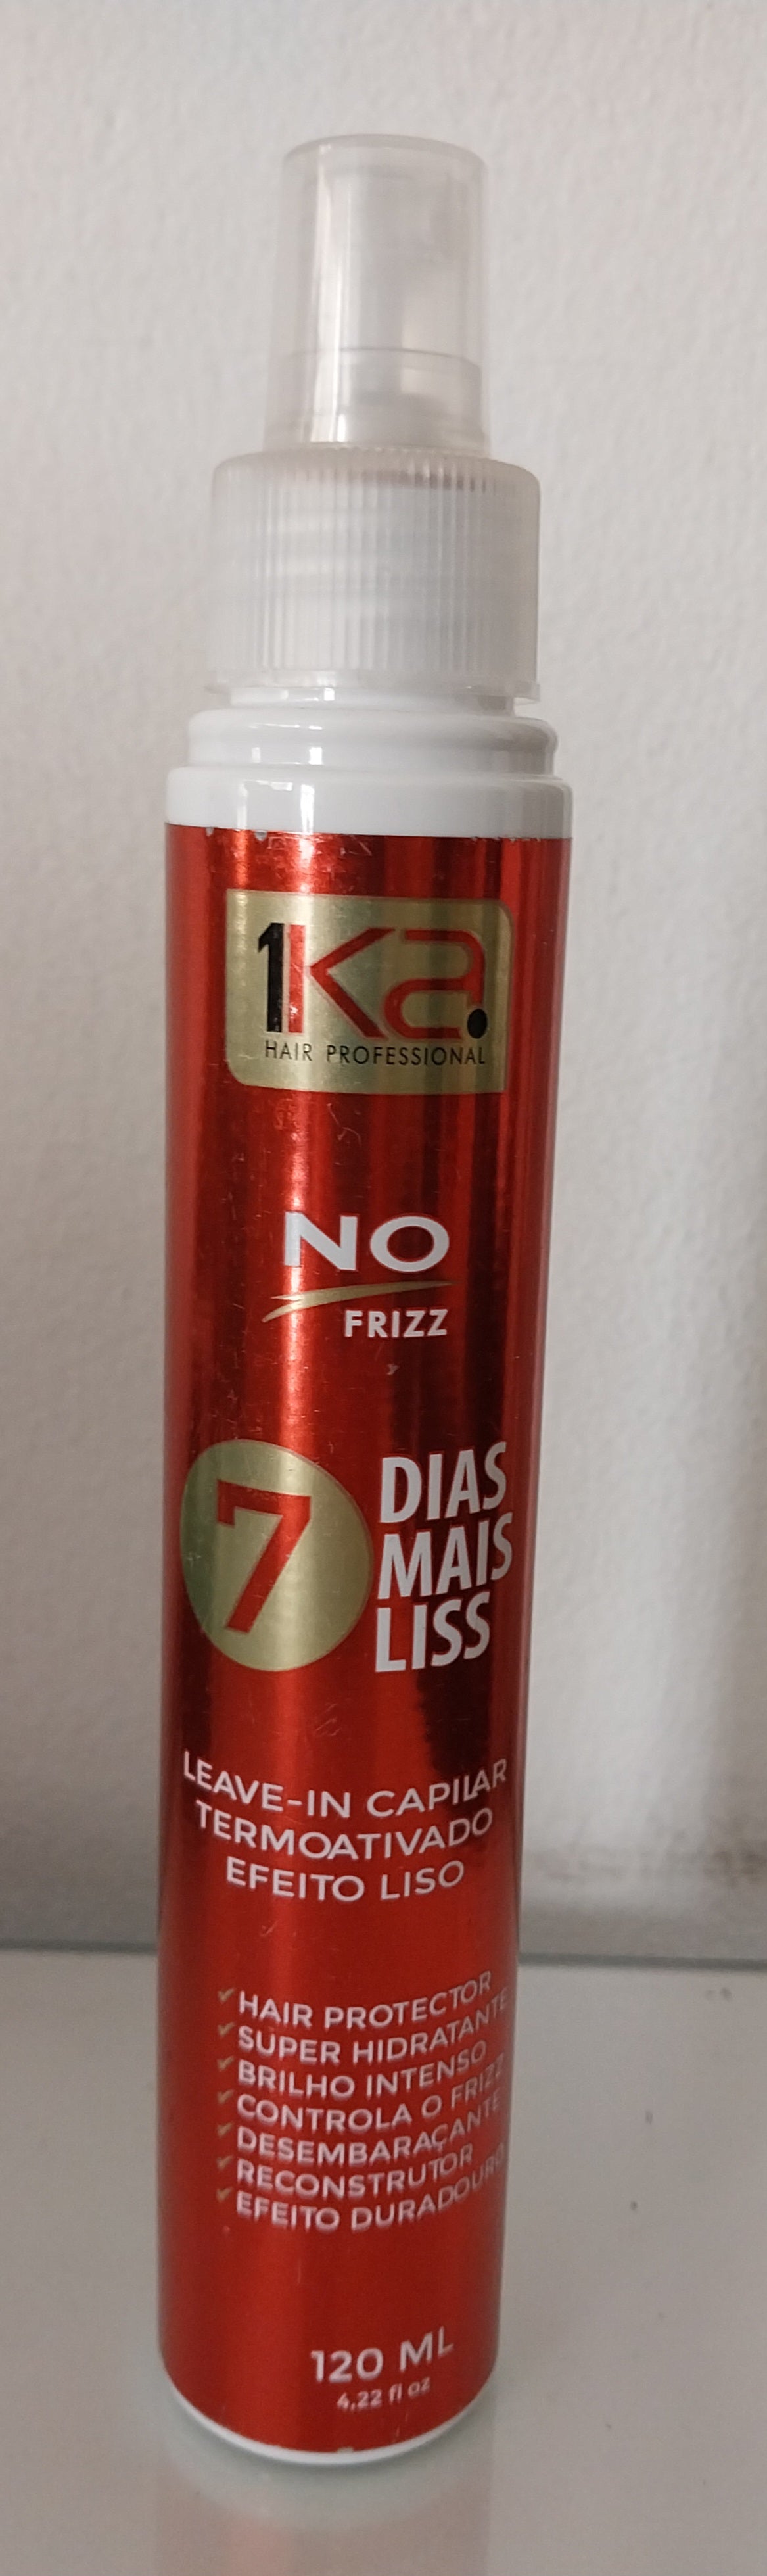 1Ka.
HAIR PROFESSIONAL
NO
FRIZZ
7
DIAS
MAIS
LISS
LEAVE-IN CAPILAR
TERMOATIVADO
EFEITO LISO
HAIR PROTECTOR
SUPER HIDRATANTE
BRILHO INTENSO
CONTROLA O FRIZZ
DESEMBARAÇANTE
RECONSTRUTOR
EFEITO DURADOURO
120 ML
4,22 fl oz